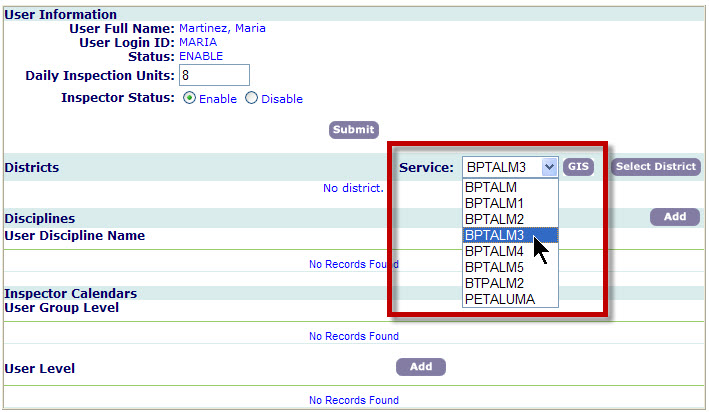 User Information
User Full Name: Martinez, Maria
User Login ID: MARIA
Status: ENABLE
Daily Inspection Units: 8
Inspector Status: Enable Disable
Submit
Districts Service: BPTALM3 GIS Select District
No district.
BPTALM
BPTALM1
BPTALM2
BPTALM3
BPTALM4
BPTALM5
BTPALM2
PETALUMA
Disciplines Add
User Discipline Name
No Records Found
Inspector Calendars
User Group Level
No Records Found
User Level Add
No Records Found